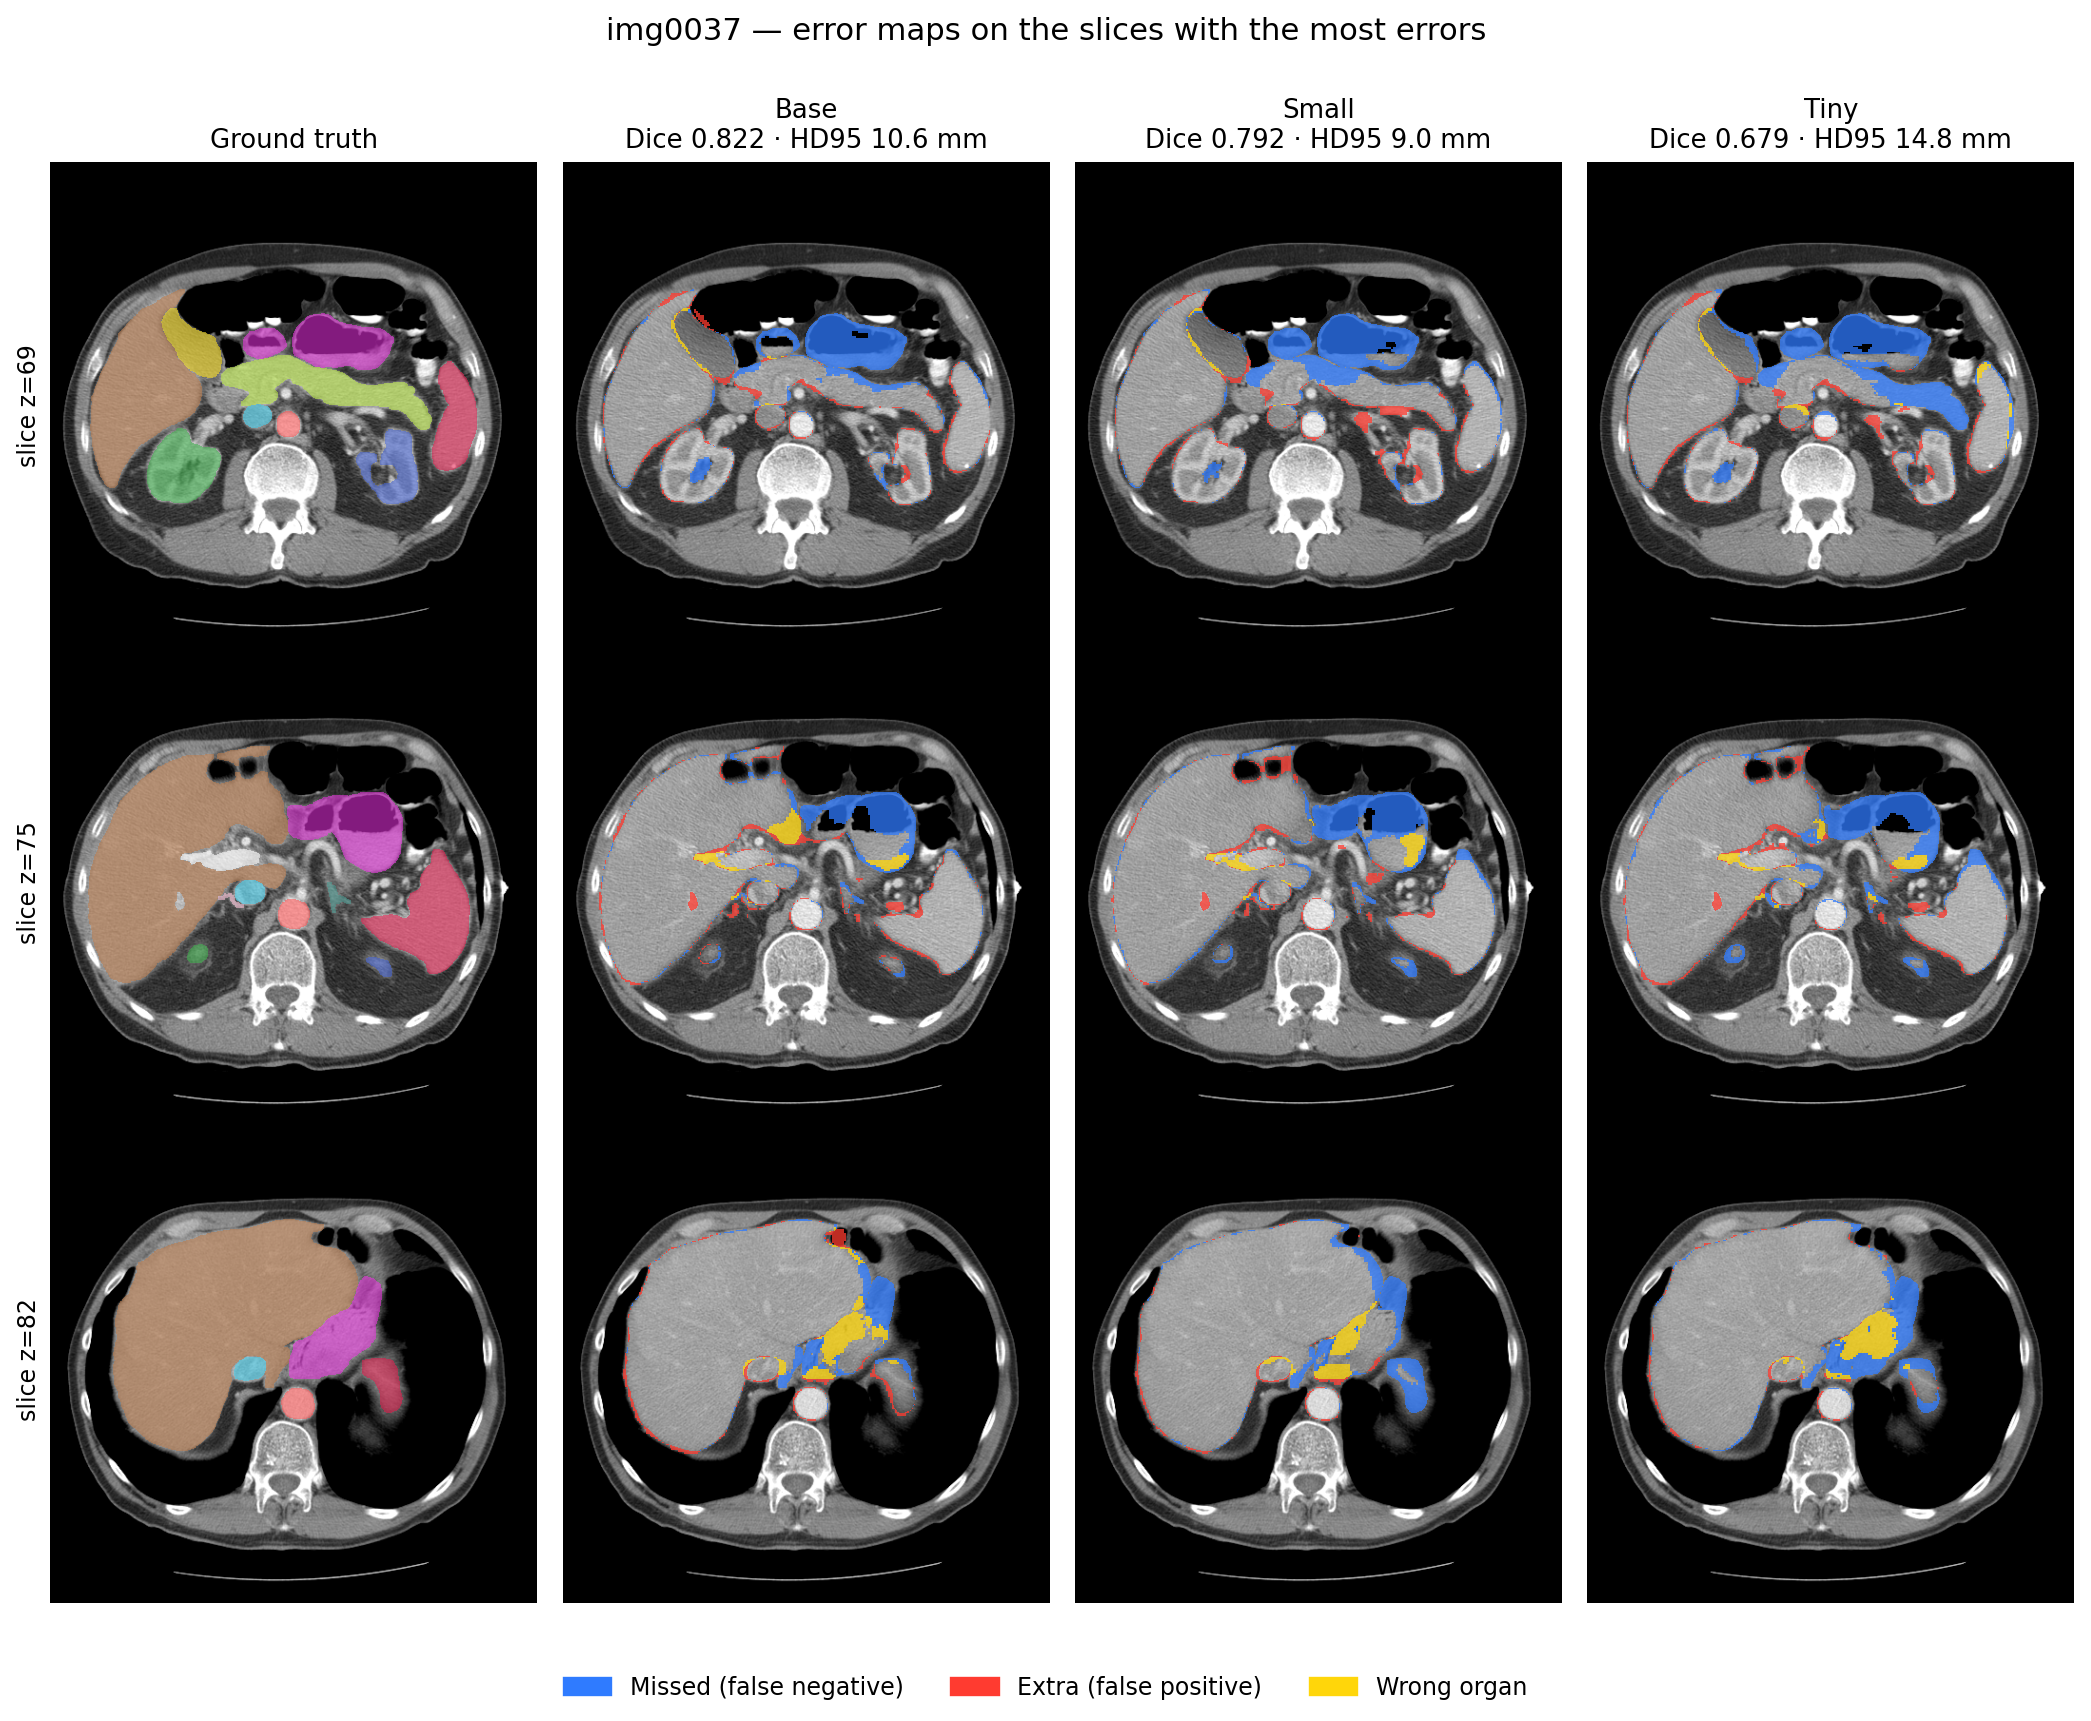 img0037 — error maps on the slices with the most errors
Ground truth
Base
Dice 0.822 · HD95 10.6 mm
Small
Dice 0.792 · HD95 9.0 mm
Tiny
Dice 0.679 · HD95 14.8 mm
slice z=69
slice z=75
slice z=82
Missed (false negative)
Extra (false positive)
Wrong organ